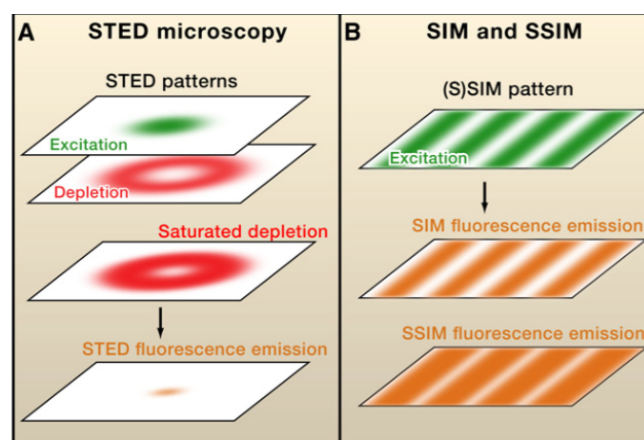 A STED microscopy
STED patterns
Excitation
Depletion
Saturated depletion
STED fluorescence emission
B SIM and SSIM
(S)SIM pattern
Excitation
SIM fluorescence emission
SSIM fluorescence emission